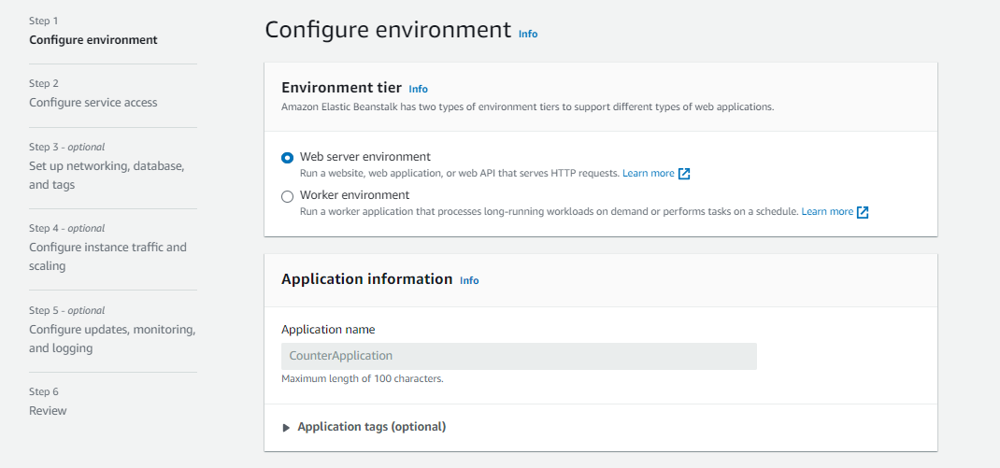 Step 1
Configure environment
Step 2
Configure service access
Step 3 - optional
Set up networking, database,
and tags
Step 4 - optional
Configure instance traffic and
scaling
Step 5 - optional
Configure updates, monitoring,
and logging
Step 6
Review
Configure environment Info
Environment tier Info
Amazon Elastic Beanstalk has two types of environment tiers to support different types of web applications.
Web server environment
Run a website, web application, or web API that serves HTTP requests. Learn more
Worker environment
Run a worker application that processes long-running workloads on demand or performs tasks on a schedule. Learn more
Application information Info
Application name
CounterApplication
Maximum length of 100 characters.
Application tags (optional)